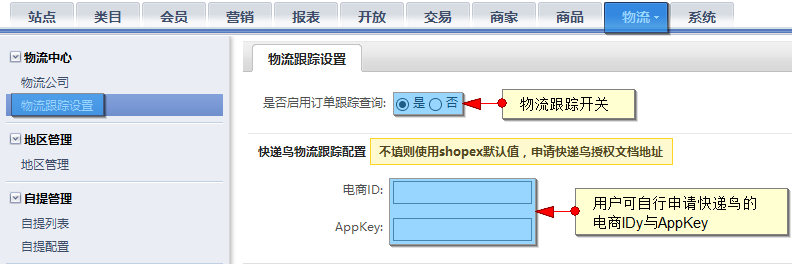 站点 类目 会员 营销 报表 开放 交易 商家 商品 物流 系统
物流中心
物流公司
物流跟踪设置
地区管理
地区管理
自提管理
自提列表
自提配置
物流跟踪设置
是否启用订单跟踪查询: 是 否
物流跟踪开关
快递鸟物流跟踪配置 不填则使用shopex默认值，申请快递鸟授权文档地址
电商ID:
AppKey:
用户可自行申请快递鸟的
电商IDy与AppKey